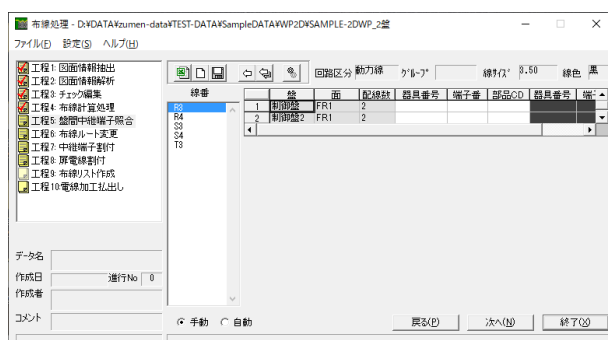 布線処理 - D:¥DATA¥zumen-data¥TEST-DATA¥SampleDATA¥WP2D¥SAMPLE-2DWP_2盤
ファイル(F) 設定(S) ヘルプ(H)
工程1: 図面情報抽出
工程2: 図面情報解析
工程3: チェック編集
工程4: 布線計算処理
工程5: 盤間中継端子照合
工程6: 布線ルート変更
工程7: 中継端子割付
工程8: 扉電線割付
工程9: 布線リスト作成
工程10:電線加工払出し
回路区分 動力線 グループ 線サイズ 3.50 線色 黒
線番
R3
R4
S3
S4
T3
盤 面 配線数 器具番号 端子番 部品CD 器具番号 端子
1 制御盤 FR1 2
2 制御盤2 FR1 2
データ名
作成日 進行No 0
作成者
コメント
手動 自動
戻る(P) 次へ(N) 終了(X)